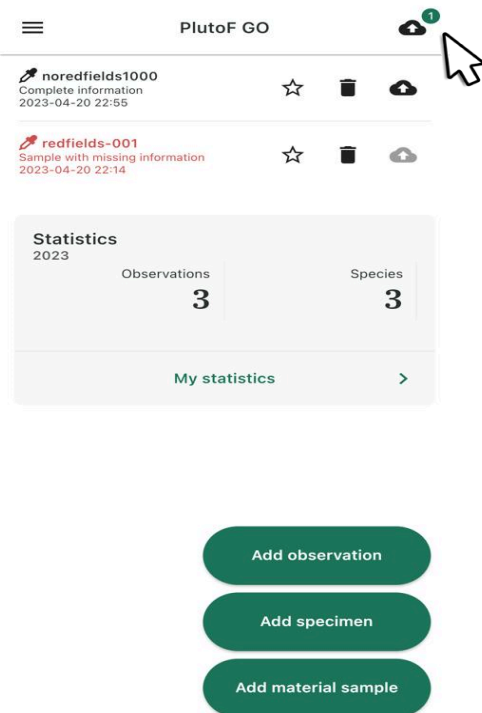 PlutoF GO
1
noredfields1000
Complete information
2023-04-20 22:55
redfields-001
Sample with missing information
2023-04-20 22:14
Statistics
2023
Observations
3
Species
3
My statistics
Add observation
Add specimen
Add material sample